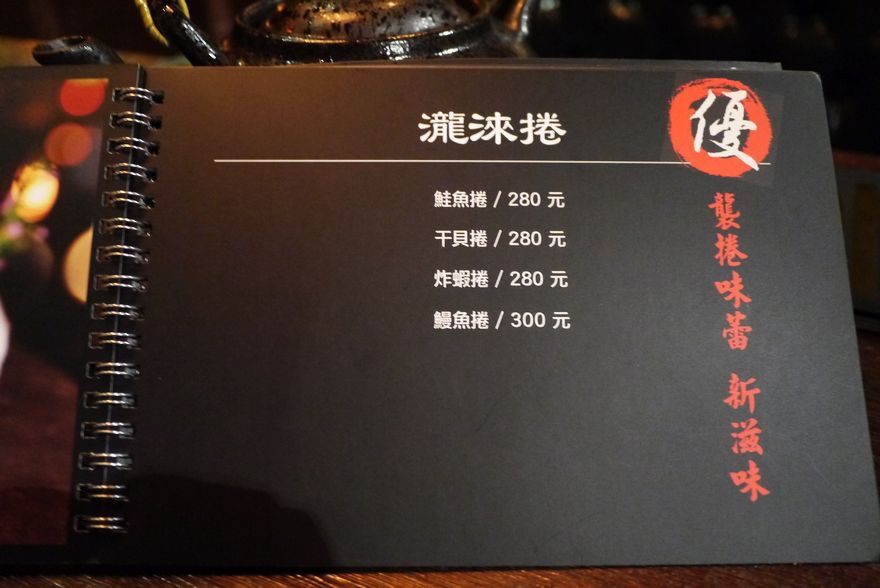 瀧淶捲
優
鮭魚捲 / 280 元
干貝捲 / 280 元
炸蝦捲 / 280 元
鰻魚捲 / 300 元
襲捲味蕾 新滋味